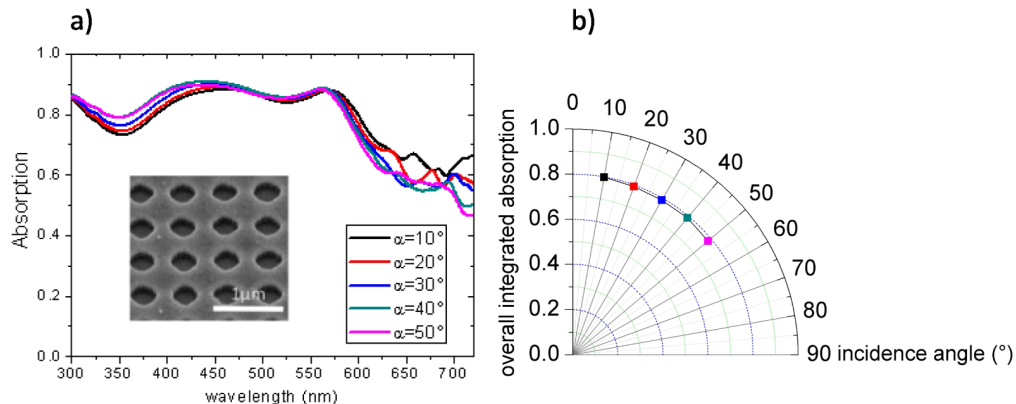 a)
Absorption
1.0
0.8
0.6
0.4
0.2
0.0
300
350
400
450
500
550
600
650
700
wavelength (nm)
1μm
α=10°
α=20°
α=30°
α=40°
α=50°
b)
overall integrated absorption
1.0
0.8
0.6
0.4
0.2
0.0
0
10
20
30
40
50
60
70
80
90 incidence angle (°)